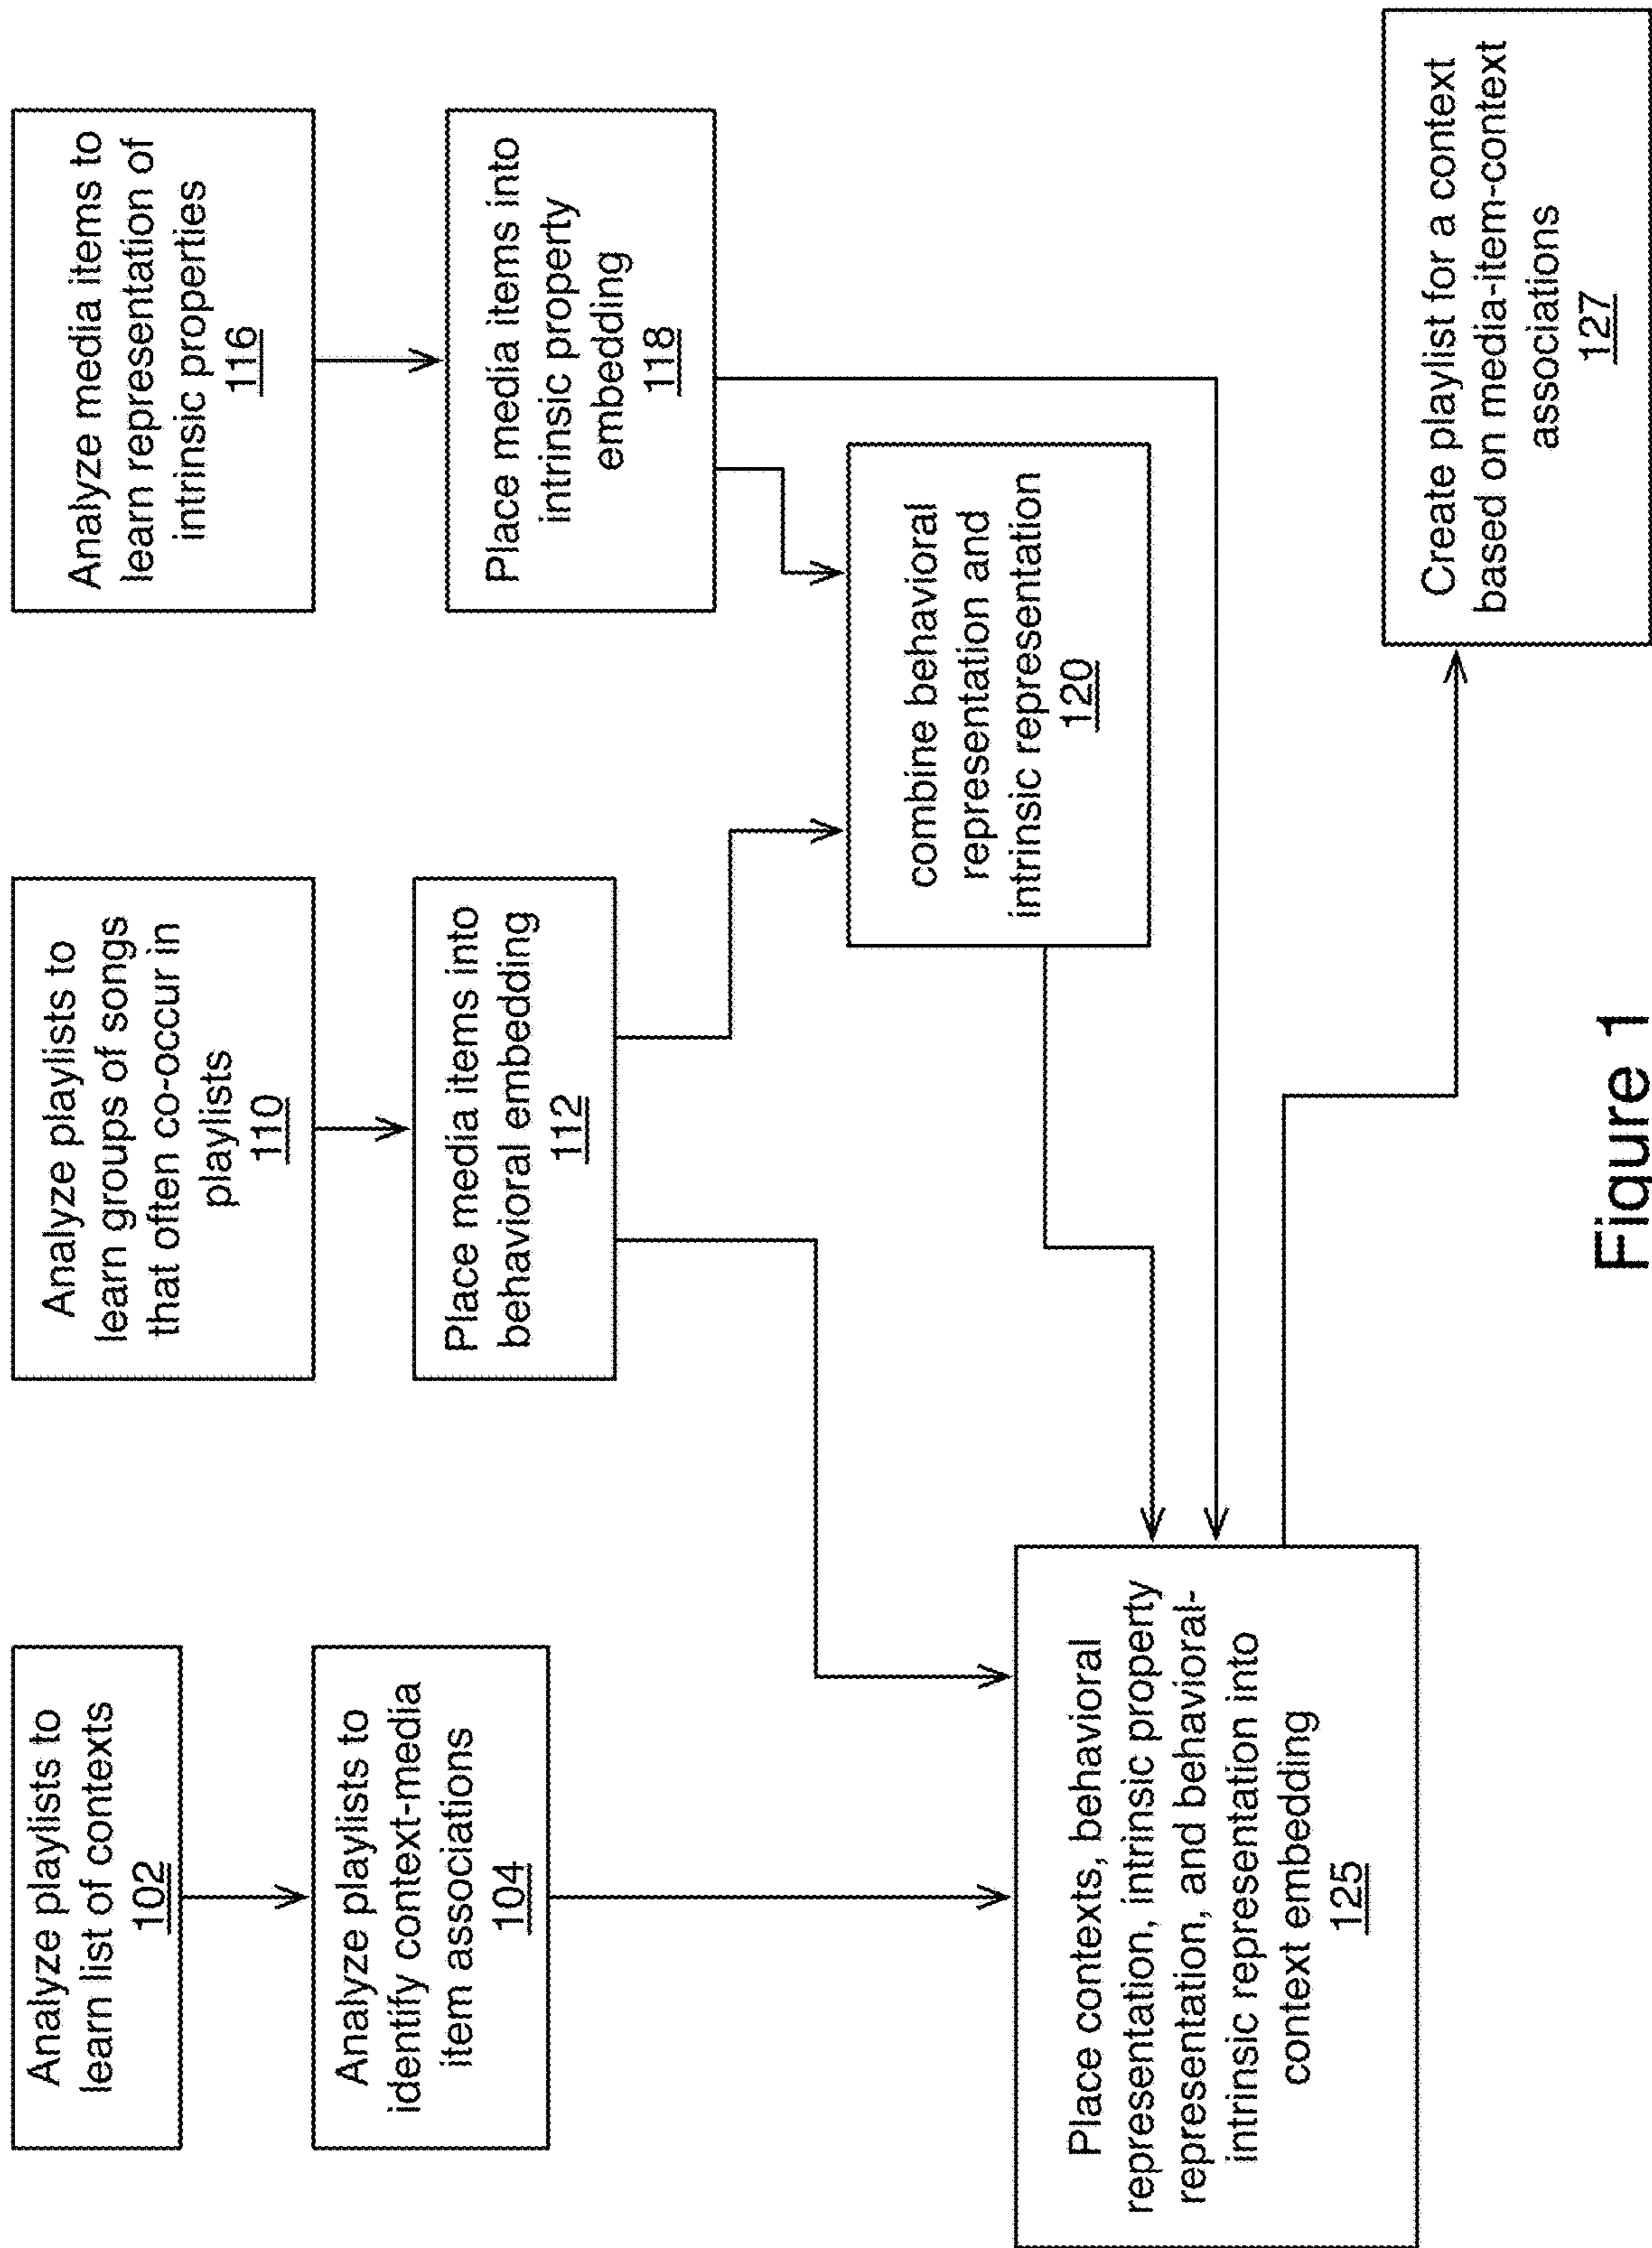 Analyze playlists to
learn list of contexts
102
Analyze playlists to
identify context-media
item associations
104
Analyze playlists to
learn groups of songs
that often co-occur in
playlists
110
Place media items into
behavioral embedding
112
Analyze media items to
learn representation of
intrinsic properties
116
Place media items into
intrinsic property
embedding
118
combine behavioral
representation and
intrinsic representation
120
Place contexts, behavioral
representation, intrinsic property
representation, and behavioral-
intrinsic representation into
context embedding
125
Create playlist for a context
based on media-item-context
associations
127
Figure 1